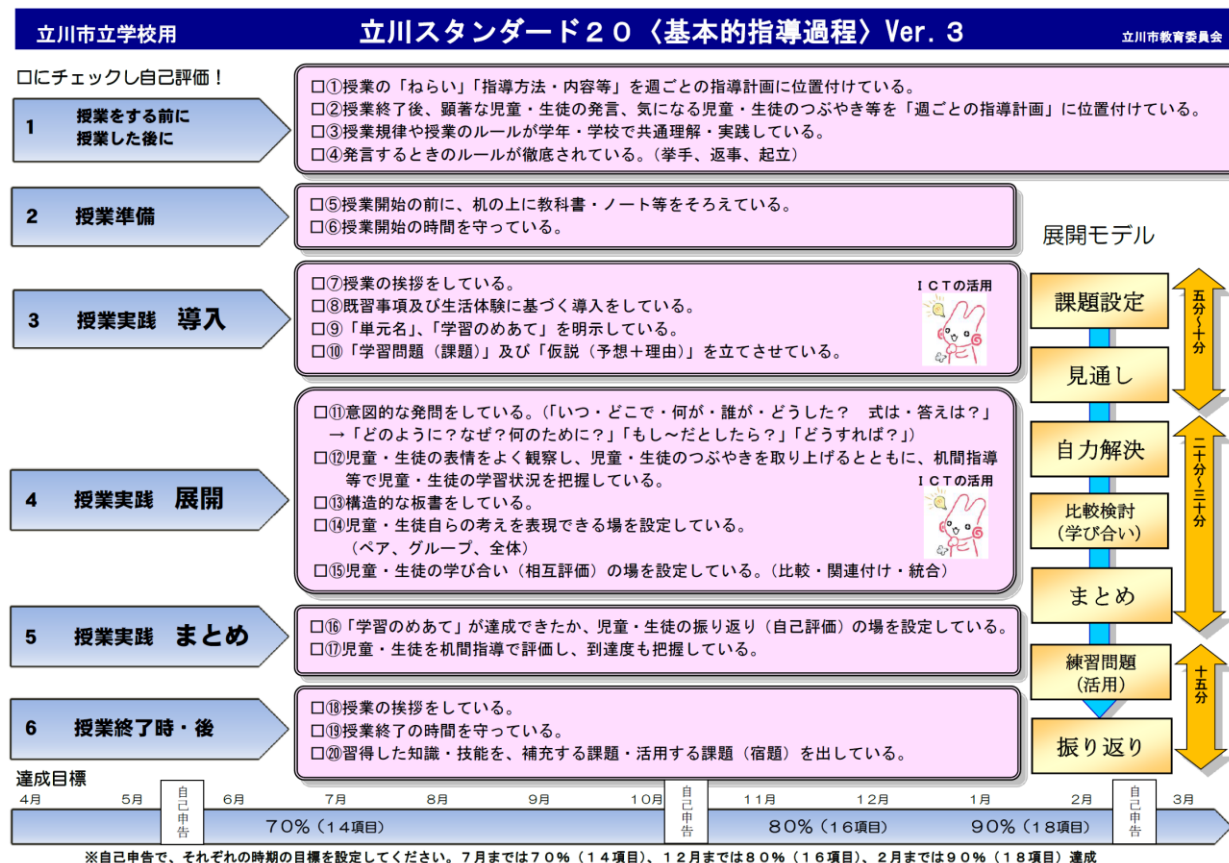 立川市立学校用
立川スタンダード２０〈基本的指導過程〉Ver．３
立川市教育委員会
□にチェックし自己評価！
1 授業をする前に
授業した後に
□①授業の「ねらい」「指導方法・内容等」を週ごとの指導計画に位置付けている。
□②授業終了後、顕著な児童・生徒の発言、気になる児童・生徒のつぶやき等を「週ごとの指導計画」に位置付けている。
□③授業規律や授業のルールが学年・学校で共通理解・実践している。
□④発言するときのルールが徹底されている。（挙手、返事、起立）
2 授業準備
□⑤授業開始の前に、机の上に教科書・ノート等をそろえている。
□⑥授業開始の時間を守っている。
3 授業実践 導入
□⑦授業の挨拶をしている。
□⑧既習事項及び生活体験に基づく導入をしている。
□⑨「単元名」、「学習のめあて」を明示している。
□⑩「学習問題（課題）」及び「仮説（予想＋理由）」を立てさせている。
ＩＣＴの活用
4 授業実践 展開
□⑪意図的な発問をしている。（「いつ・どこで・何が・誰が・どうした？ 式は・答えは？」
→「どのように？なぜ？何のために？」「もし～だとしたら？」「どうすれば？」）
□⑫児童・生徒の表情をよく観察し、児童・生徒のつぶやきを取り上げるとともに、机間指導
等で児童・生徒の学習状況を把握している。
□⑬構造的な板書をしている。
□⑭児童・生徒自らの考えを表現できる場を設定している。
（ペア、グループ、全体）
□⑮児童・生徒の学び合い（相互評価）の場を設定している。（比較・関連付け・統合）
ＩＣＴの活用
5 授業実践 まとめ
□⑯「学習のめあて」が達成できたか、児童・生徒の振り返り（自己評価）の場を設定している。
□⑰児童・生徒を机間指導で評価し、到達度も把握している。
6 授業終了時・後
□⑱授業の挨拶をしている。
□⑲授業終了の時間を守っている。
□⑳習得した知識・技能を、補充する課題・活用する課題（宿題）を出している。
展開モデル
課題設定
見通し
自力解決
比較検討
(学び合い)
まとめ
練習問題
(活用)
振り返り
五分～十分
二十分～三十分
十五分
達成目標
4月 5月 自己申告 6月 7月 8月 9月 10月 自己申告 11月 12月 1月 2月 自己申告 3月
７０％（１４項目） ８０％（１６項目） ９０％（１８項目）
※自己申告で、それぞれの時期の目標を設定してください。７月までは７０％（１４項目）、１２月までは８０％（１６項目）、２月までは９０％（１８項目）達成